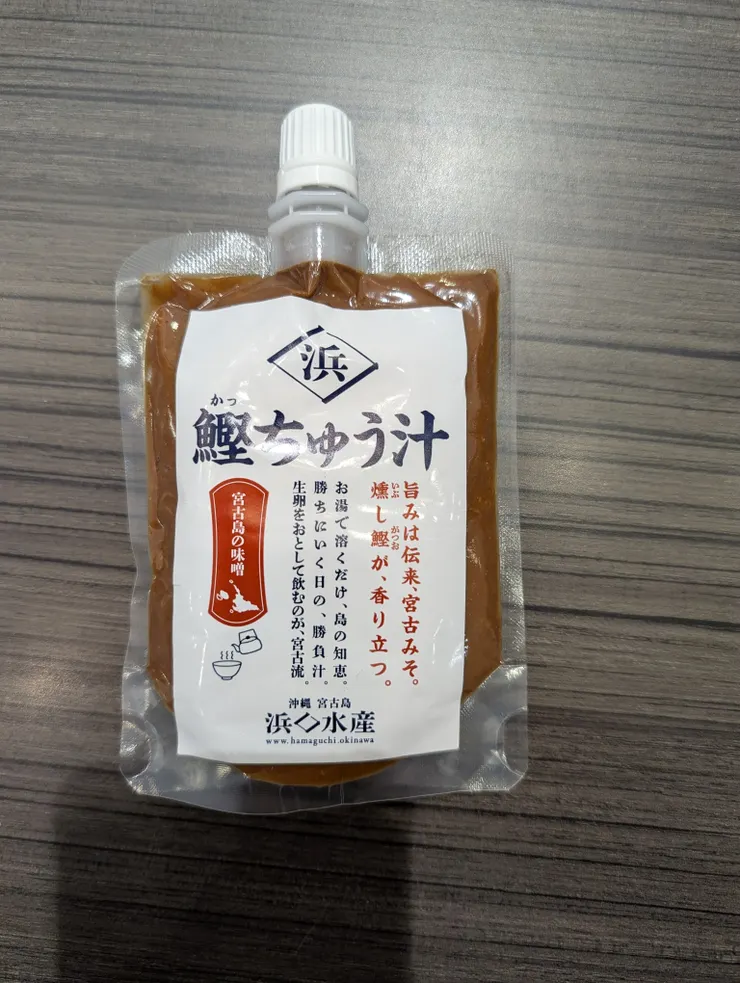 浜
かっ
鰹ちゅう汁
旨みは伝来、宮古みそ。
いぶ がつお
燻し鰹が、香り立つ。
お湯で溶くだけ、島の知恵。
勝ちにいく日の、勝負汁。
生卵をおとして飲むのが、宮古流。
宮古島の味噌
沖縄 宮古島
浜◇水産
www.hamaguchi.okinawa